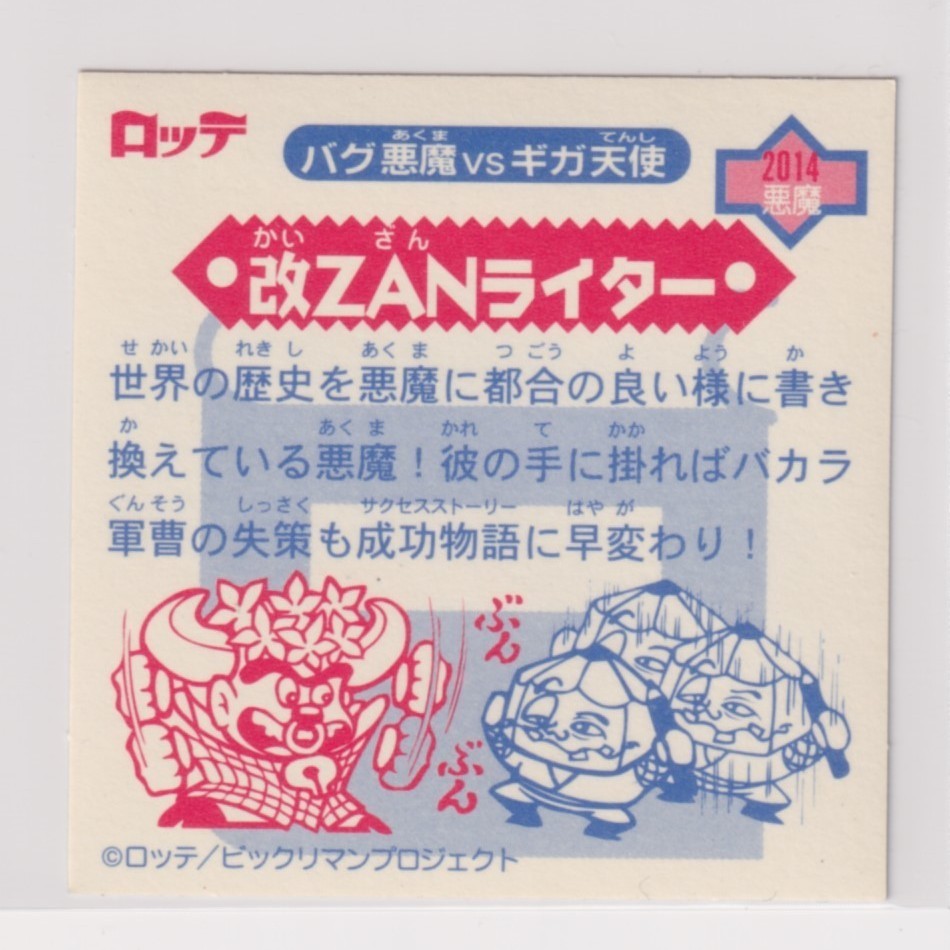 ロッテ
あくま てんし
バグ悪魔VSギガ天使
2014
悪魔
かい ざん
改ZANライター
せ かい れき し あく ま つ ごう よ よう か
世界の歴史を悪魔に都合の良い様に書き
か あく ま かれ て かか
換えている悪魔！彼の手に掛ればバカラ
ぐんそう しっさく サクセスストーリー はや が
軍曹の失策も成功物語に早変わり！
ぶん
ぶん
©ロッテ／ビックリマンプロジェクト